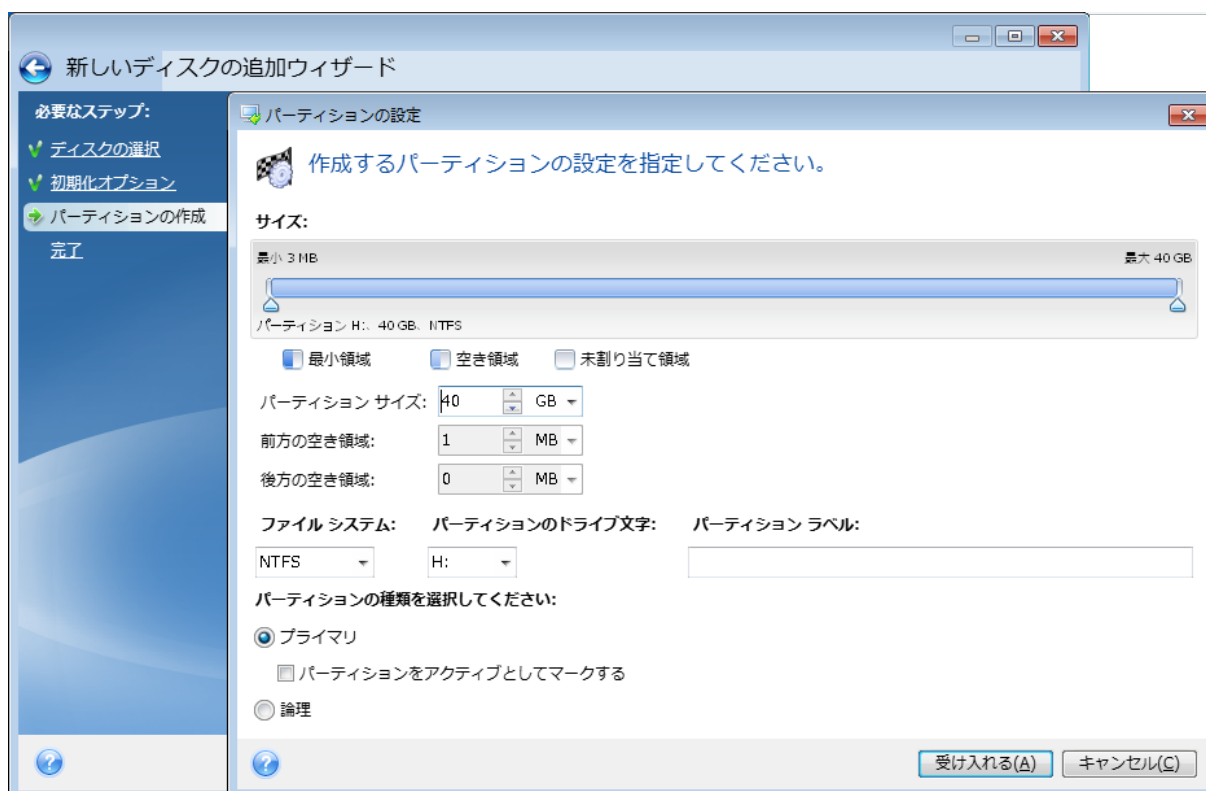 新しいディスクの追加ウィザード
必要なステップ:
ディスクの選択
初期化オプション
パーティションの作成
完了
パーティションの設定
作成するパーティションの設定を指定してください。
サイズ:
最小 3 MB 最大 40 GB
パーティション H:、40 GB、NTFS
最小領域 空き領域 未割り当て領域
パーティション サイズ: 40 GB
前方の空き領域: 1 MB
後方の空き領域: 0 MB
ファイル システム: パーティションのドライブ文字: パーティション ラベル:
NTFS H:
パーティションの種類を選択してください:
プライマリ
パーティションをアクティブとしてマークする
論理
受け入れる(A) キャンセル(C)